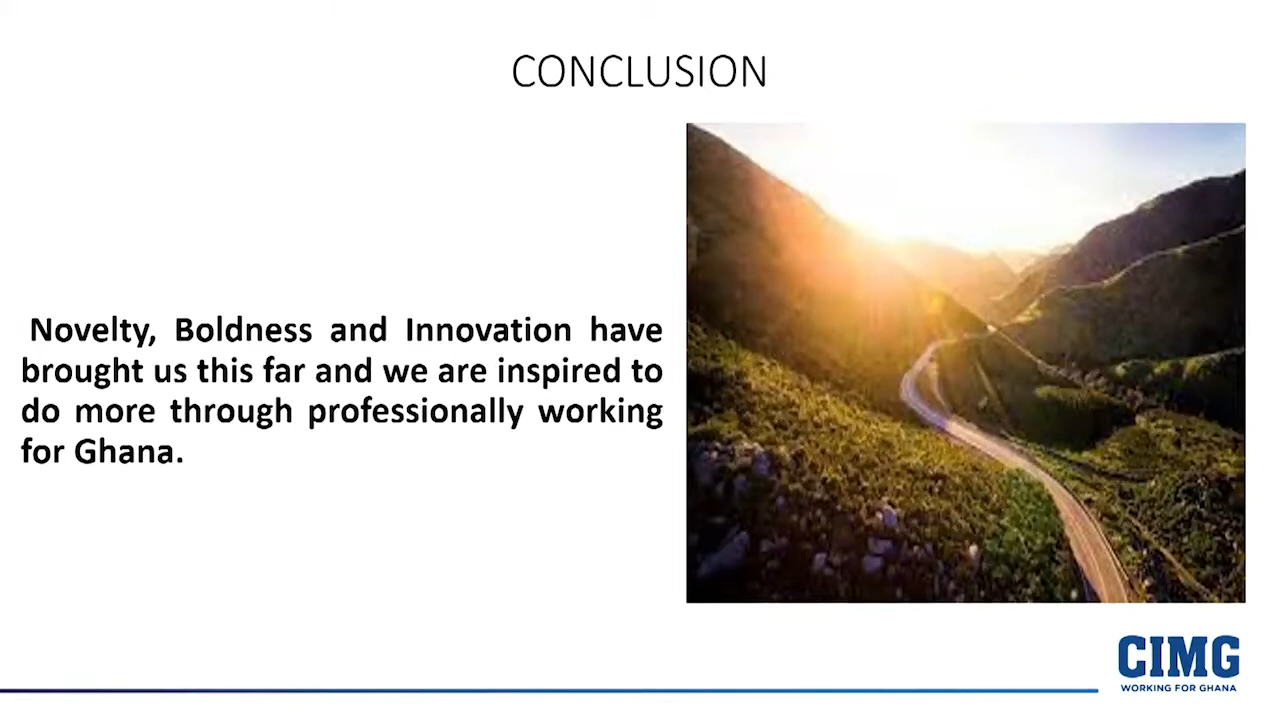 CONCLUSION
Novelty, Boldness and Innovation have
brought us this far and we are inspired to
do more through professionally working
for Ghana.
CIMG
WORKING FOR GHANA